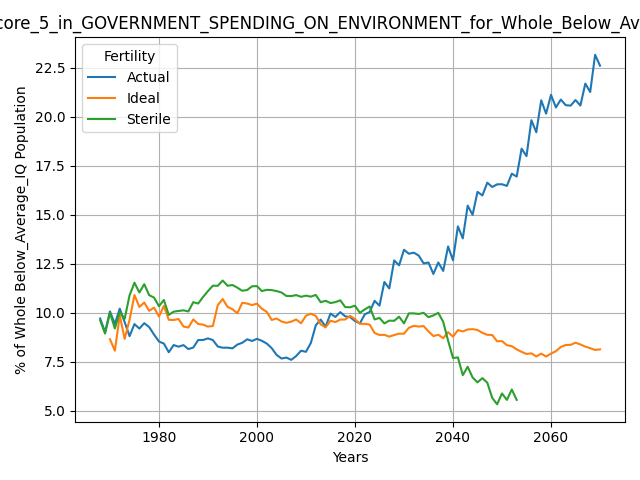 core_5_in_GOVERNMENT_SPENDING_ON_ENVIRONMENT_for_Whole_Below_Av
Fertility
Actual
Ideal
Sterile
% of Whole Below_Average_IQ Population
22.5
20.0
17.5
15.0
12.5
10.0
7.5
5.0
1980
2000
2020
2040
2060
Years